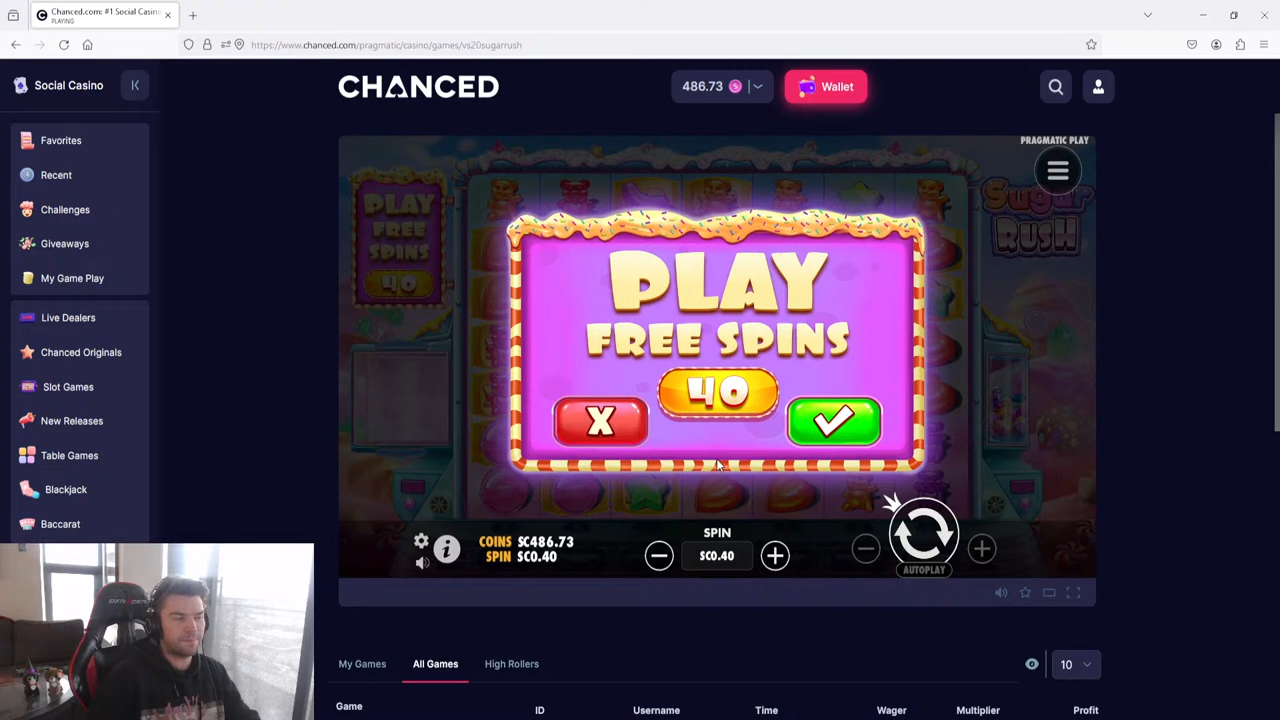 Chanced.com: #1 Social Casino
PLAYING
https://www.chanced.com/pragmatic/casino/games/vs20sugarrush
Social Casino
CHANCED
486.73
Wallet
Favorites
Recent
Challenges
Giveaways
My Game Play
Live Dealers
Chanced Originals
Slot Games
New Releases
Table Games
Blackjack
Baccarat
PRAGMATIC PLAY
PLAY
FREE
SPINS
40
SUGAR
RUSH
PLAY
FREE SPINS
40
X
COINS SC486.73
SPIN SC0.40
SPIN
SC0.40
AUTOPLAY
My Games
All Games
High Rollers
10
Game
ID
Username
Time
Wager
Multiplier
Profit